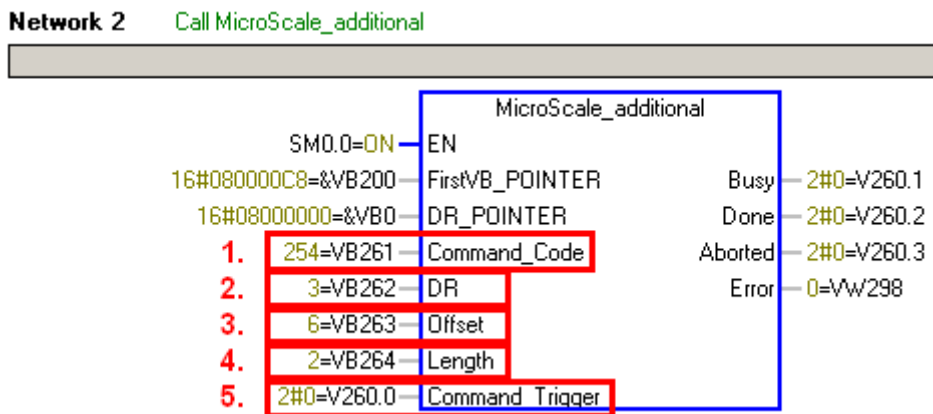 Network 2 Call MicroScale_additional
MicroScale_additional
SM0.0=ON EN
16#080000C8=&VB200 FirstVB_POINTER Busy 2#0=V260.1
16#08000000=&VB0 DR_POINTER Done 2#0=V260.2
1. 254=VB261 Command_Code Aborted 2#0=V260.3
2. 3=VB262 DR Error 0=VW298
3. 6=VB263 Offset
4. 2=VB264 Length
5. 2#0=V260.0 Command_Trigger